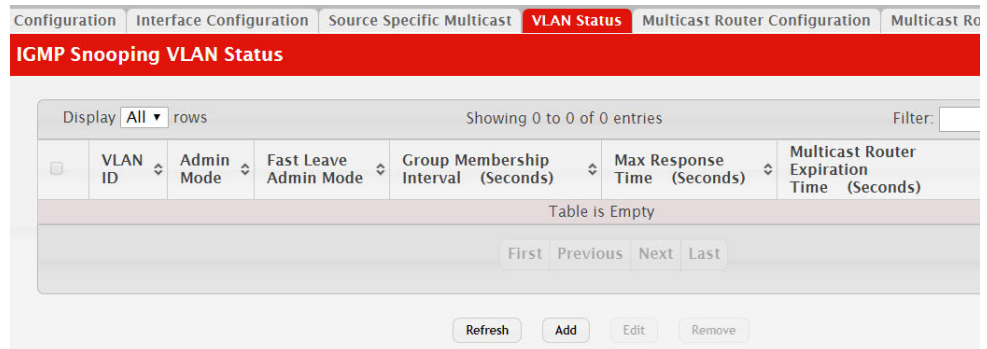 Configuration Interface Configuration Source Specific Multicast VLAN Status Multicast Router Configuration Multicast Ro
IGMP Snooping VLAN Status
Display All rows Showing 0 to 0 of 0 entries Filter:
VLAN ID Admin Mode Fast Leave Admin Mode Group Membership Interval (Seconds) Max Response Time (Seconds) Multicast Router Expiration Time (Seconds)
Table is Empty
First Previous Next Last
Refresh Add Edit Remove